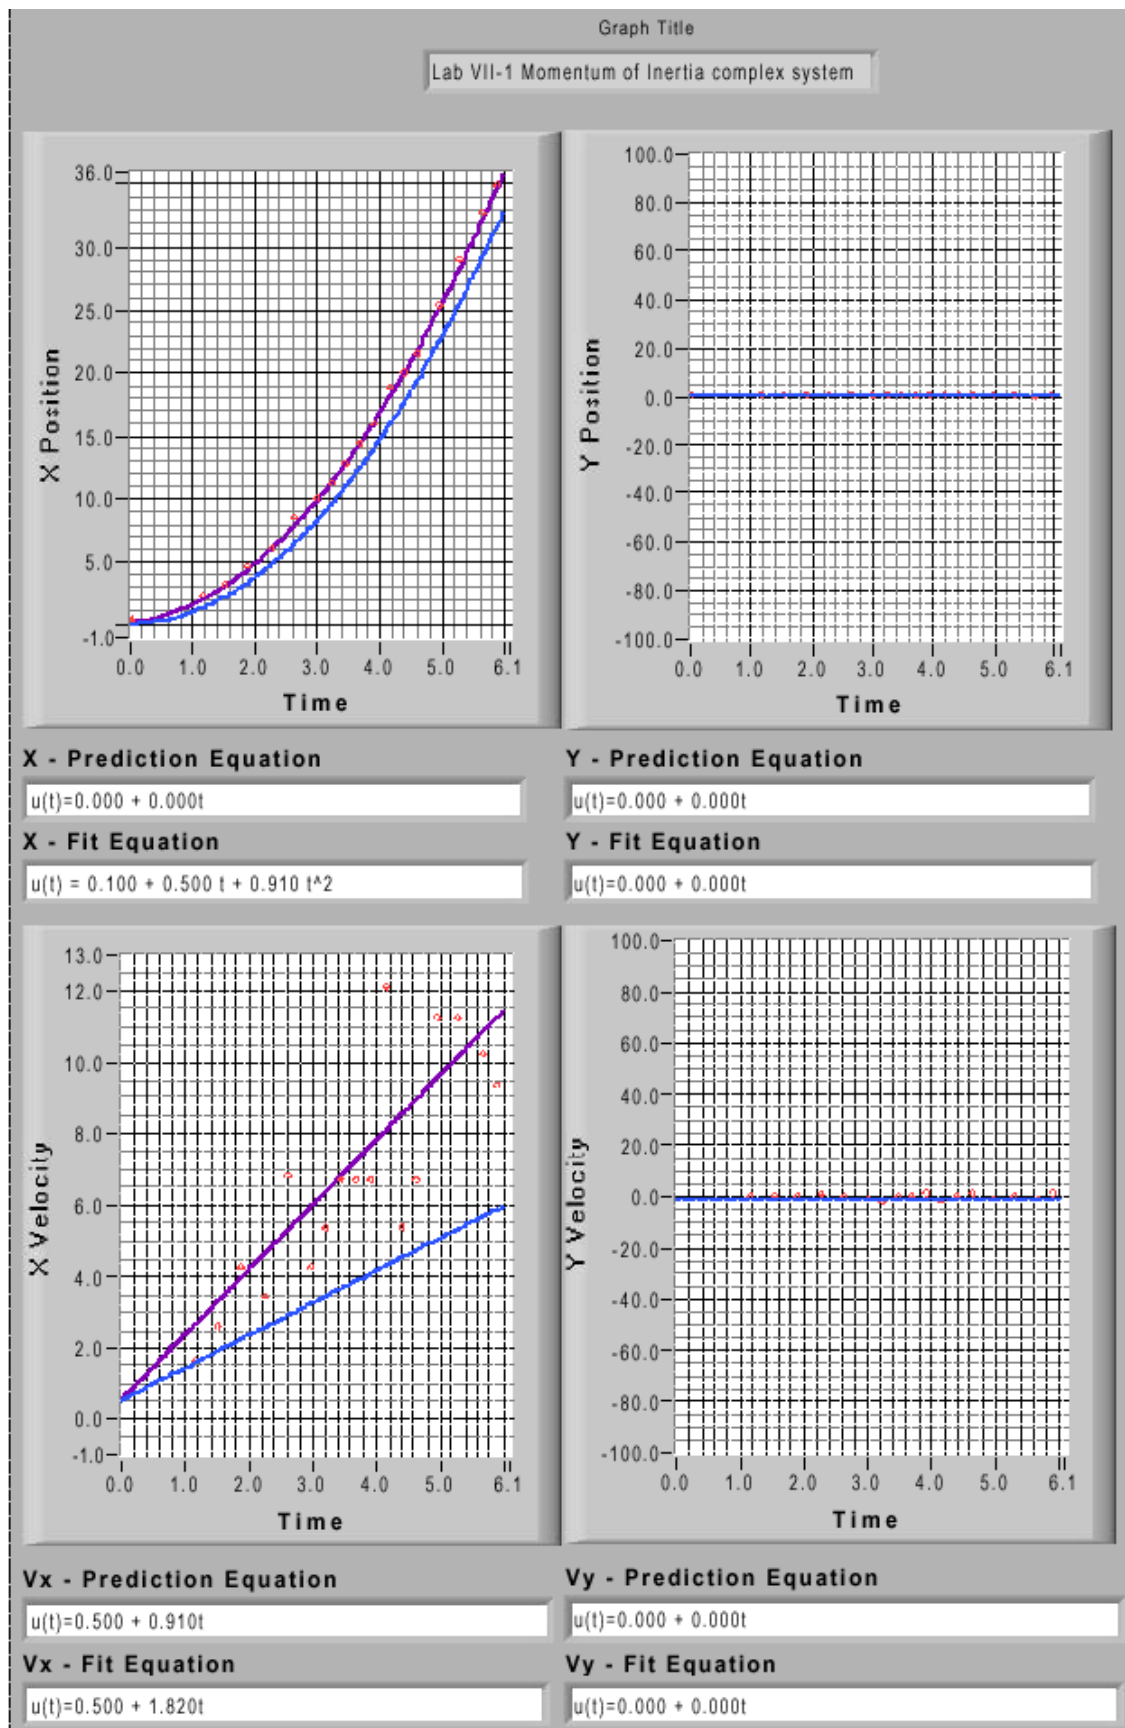 Graph Title
Lab VII-1 Momentum of Inertia complex system
36.0
30.0
25.0
20.0
15.0
10.0
5.0
-1.0
X Position
0.0 1.0 2.0 3.0 4.0 5.0 6.1
Time
100.0
80.0
60.0
40.0
20.0
0.0
-20.0
-40.0
-60.0
-80.0
-100.0
Y Position
0.0 1.0 2.0 3.0 4.0 5.0 6.1
Time
X - Prediction Equation
u(t)=0.000 + 0.000t
X - Fit Equation
u(t) = 0.100 + 0.500 t + 0.910 t^2
Y - Prediction Equation
u(t)=0.000 + 0.000t
Y - Fit Equation
u(t)=0.000 + 0.000t
13.0
12.0
10.0
8.0
6.0
4.0
2.0
0.0
-1.0
X Velocity
0.0 1.0 2.0 3.0 4.0 5.0 6.1
Time
100.0
80.0
60.0
40.0
20.0
0.0
-20.0
-40.0
-60.0
-80.0
-100.0
Y Velocity
0.0 1.0 2.0 3.0 4.0 5.0 6.1
Time
Vx - Prediction Equation
u(t)=0.500 + 0.910t
Vx - Fit Equation
u(t)=0.500 + 1.820t
Vy - Prediction Equation
u(t)=0.000 + 0.000t
Vy - Fit Equation
u(t)=0.000 + 0.000t